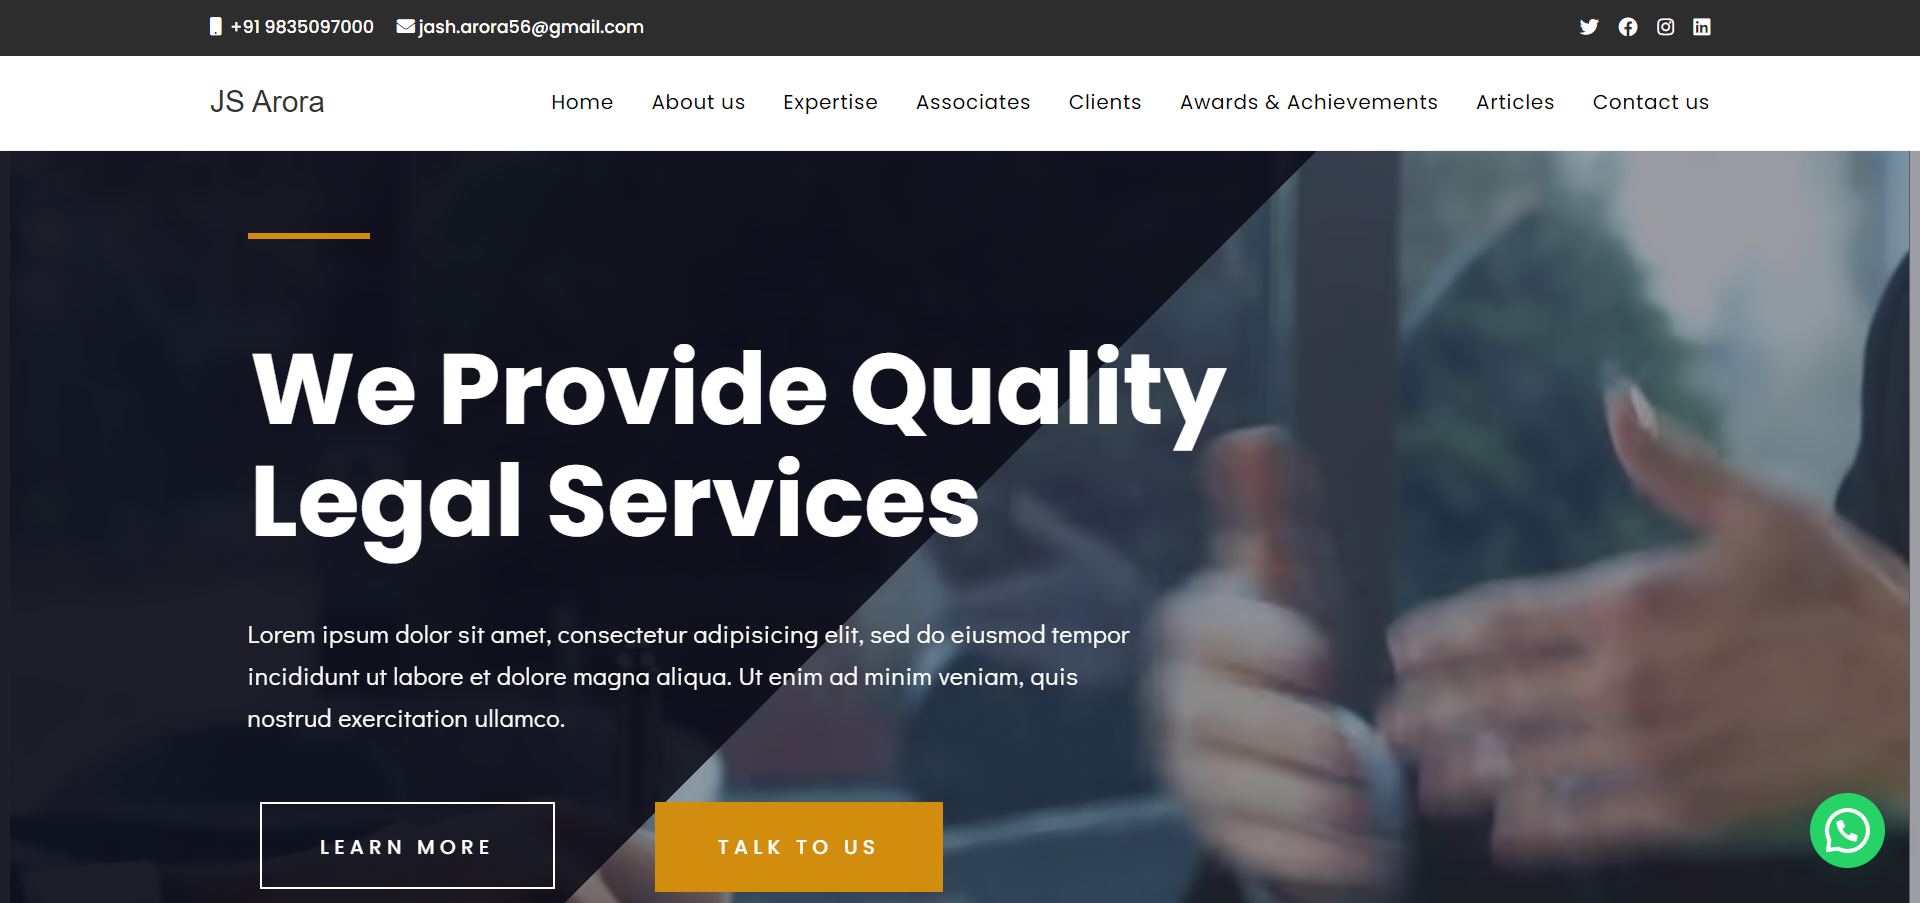 +91 9835097000 jash.arora56@gmail.com
JS Arora Home About us Expertise Associates Clients Awards & Achievements Articles Contact us
We Provide Quality
Legal Services
Lorem ipsum dolor sit amet, consectetur adipisicing elit, sed do eiusmod tempor
incididunt ut labore et dolore magna aliqua. Ut enim ad minim veniam, quis
nostrud exercitation ullamco.
LEARN MORE TALK TO US